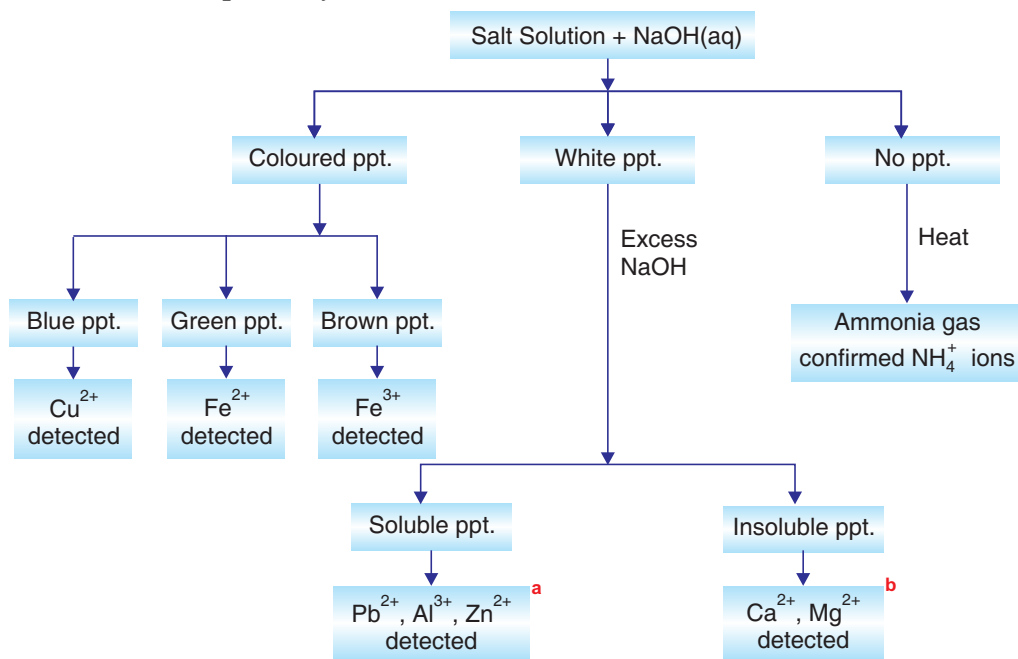 Salt Solution + NaOH(aq)
Coloured ppt.
White ppt.
No ppt.
Excess
NaOH
Heat
Blue ppt.
Green ppt.
Brown ppt.
Ammonia gas
confirmed NH₄⁺ ions
Cu²⁺
detected
Fe²⁺
detected
Fe³⁺
detected
Soluble ppt.
Insoluble ppt.
a
Pb²⁺, Al³⁺, Zn²⁺
detected
b
Ca²⁺, Mg²⁺
detected